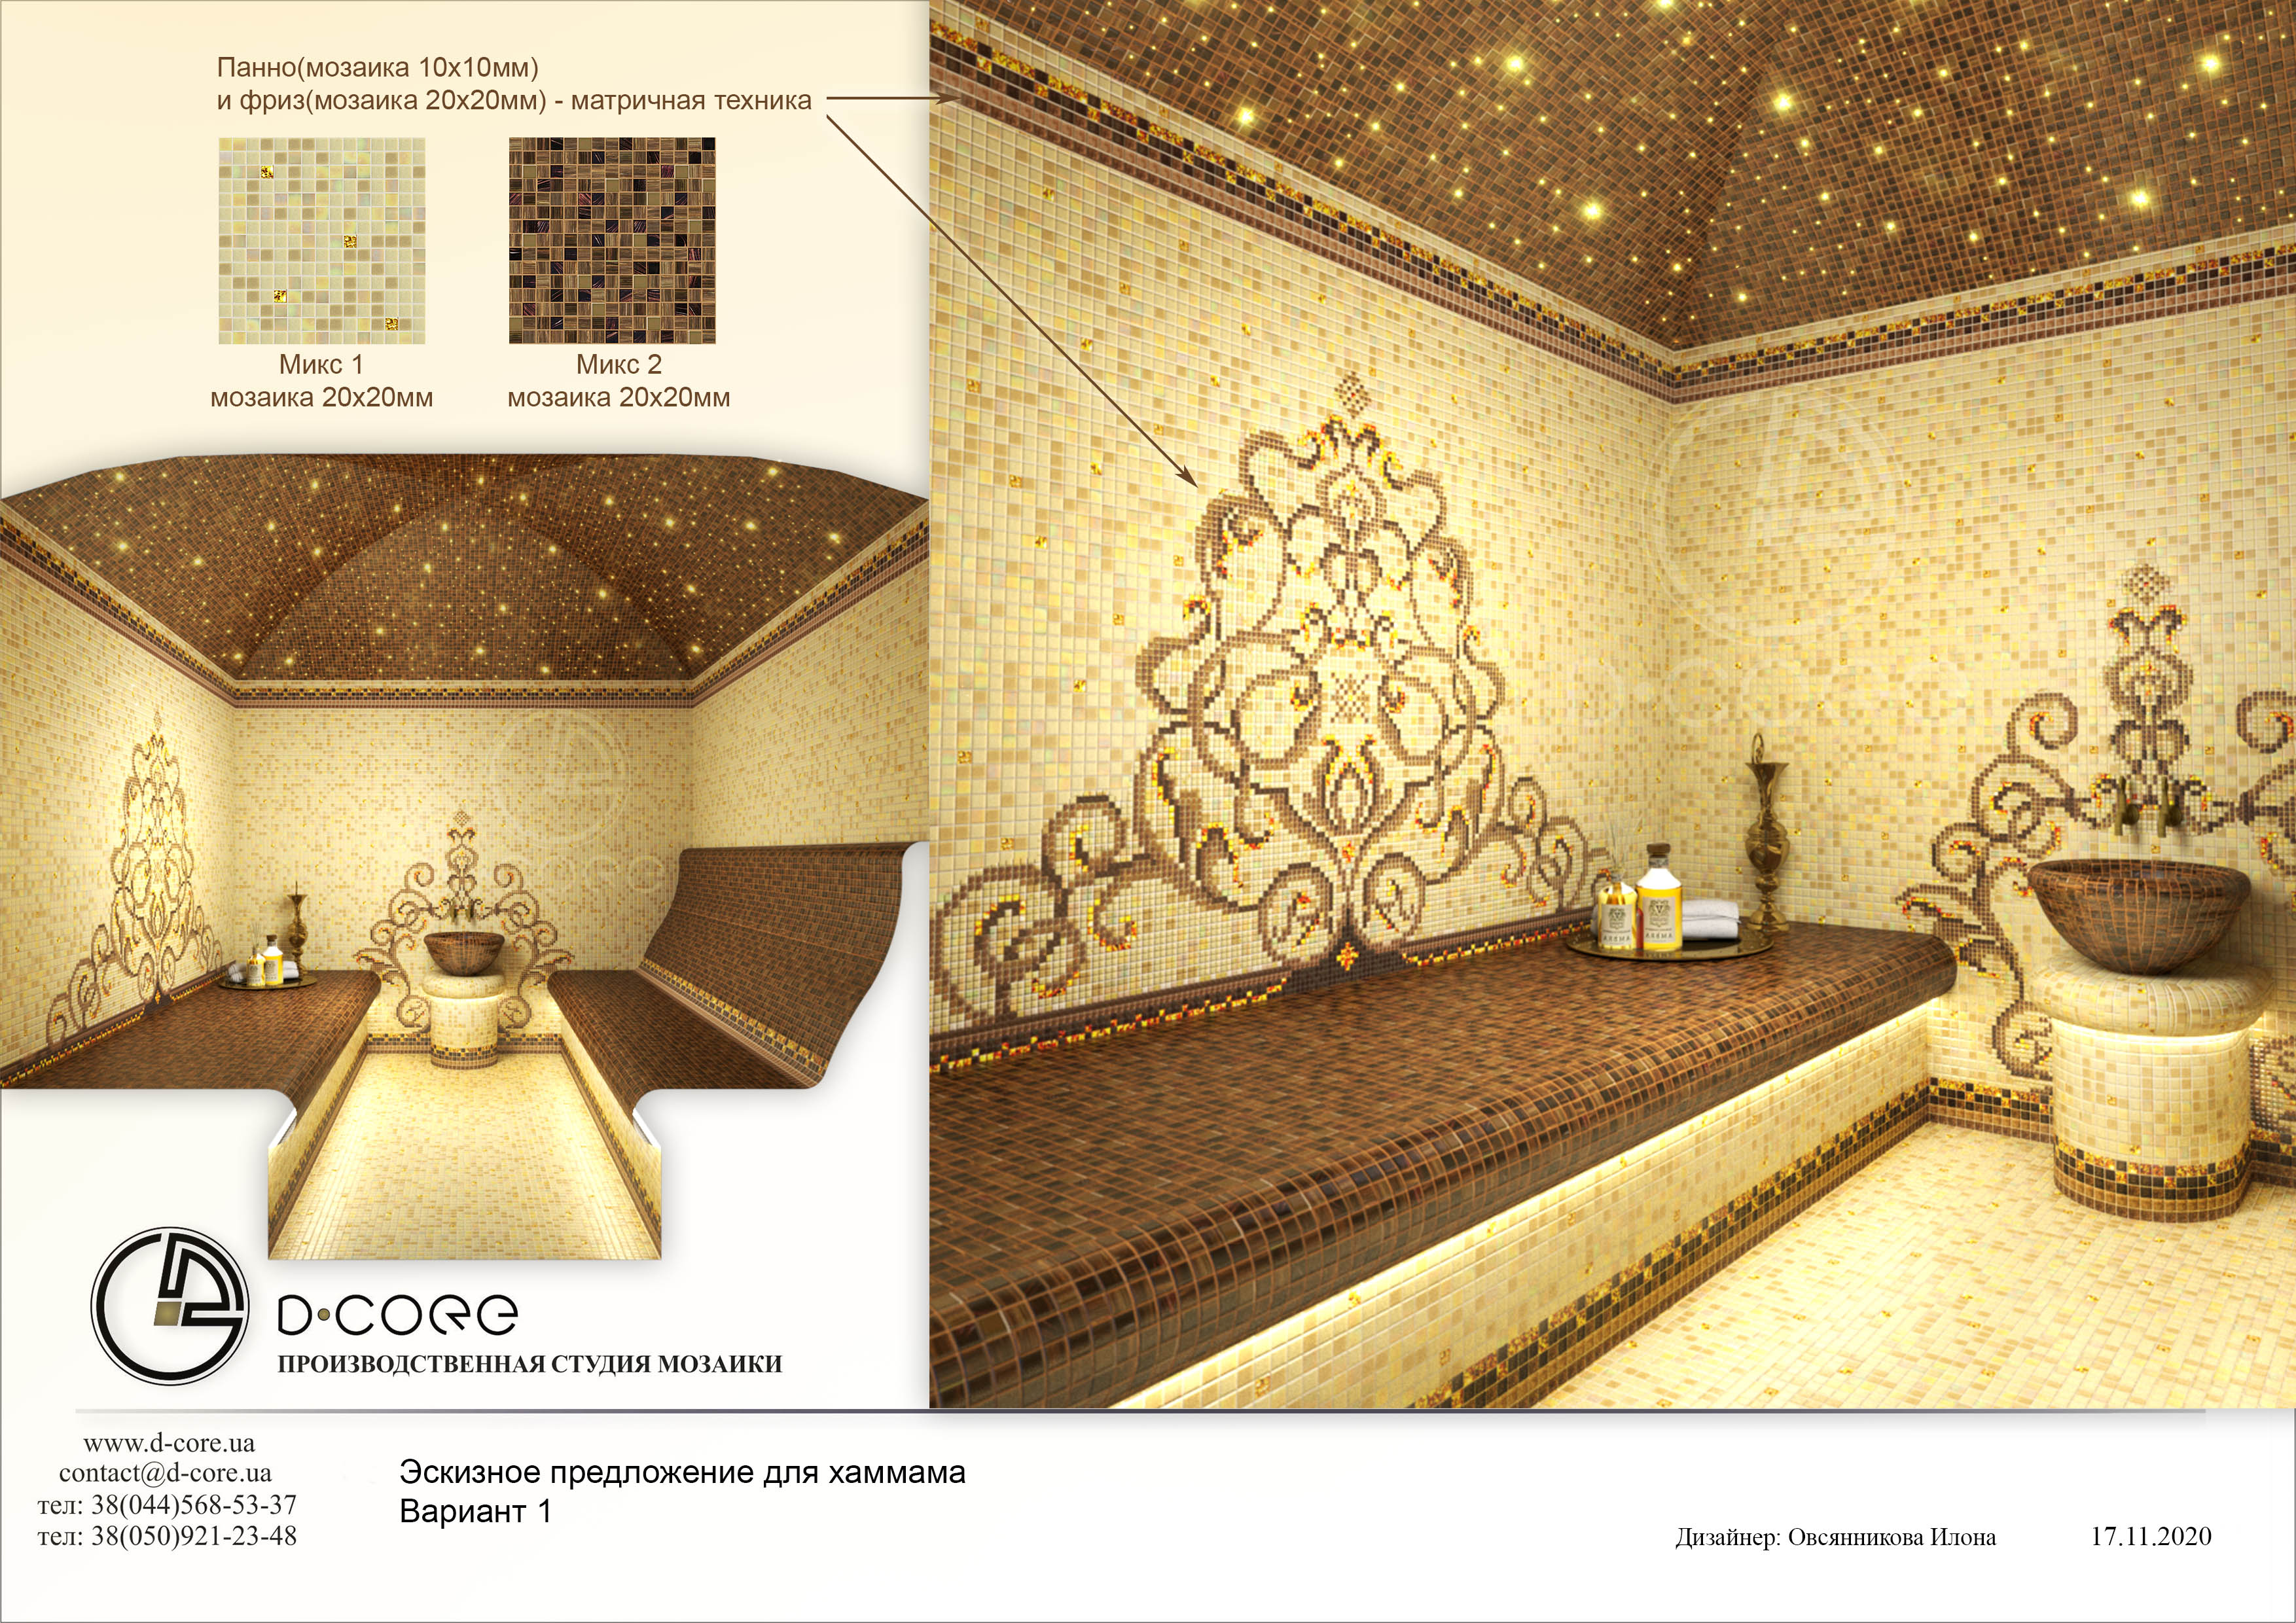 Панно(мозаика 10х10мм)
и фриз(мозаика 20х20мм) - матричная техника
Микс 1
мозаика 20х20мм
Микс 2
мозаика 20х20мм
D·CORE
ПРОИЗВОДСТВЕННАЯ СТУДИЯ МОЗАИКИ
www.d-core.ua
contact@d-core.ua
тел: 38(044)568-53-37
тел: 38(050)921-23-48
Эскизное предложение для хаммама
Вариант 1
Дизайнер: Овсянникова Илона
17.11.2020